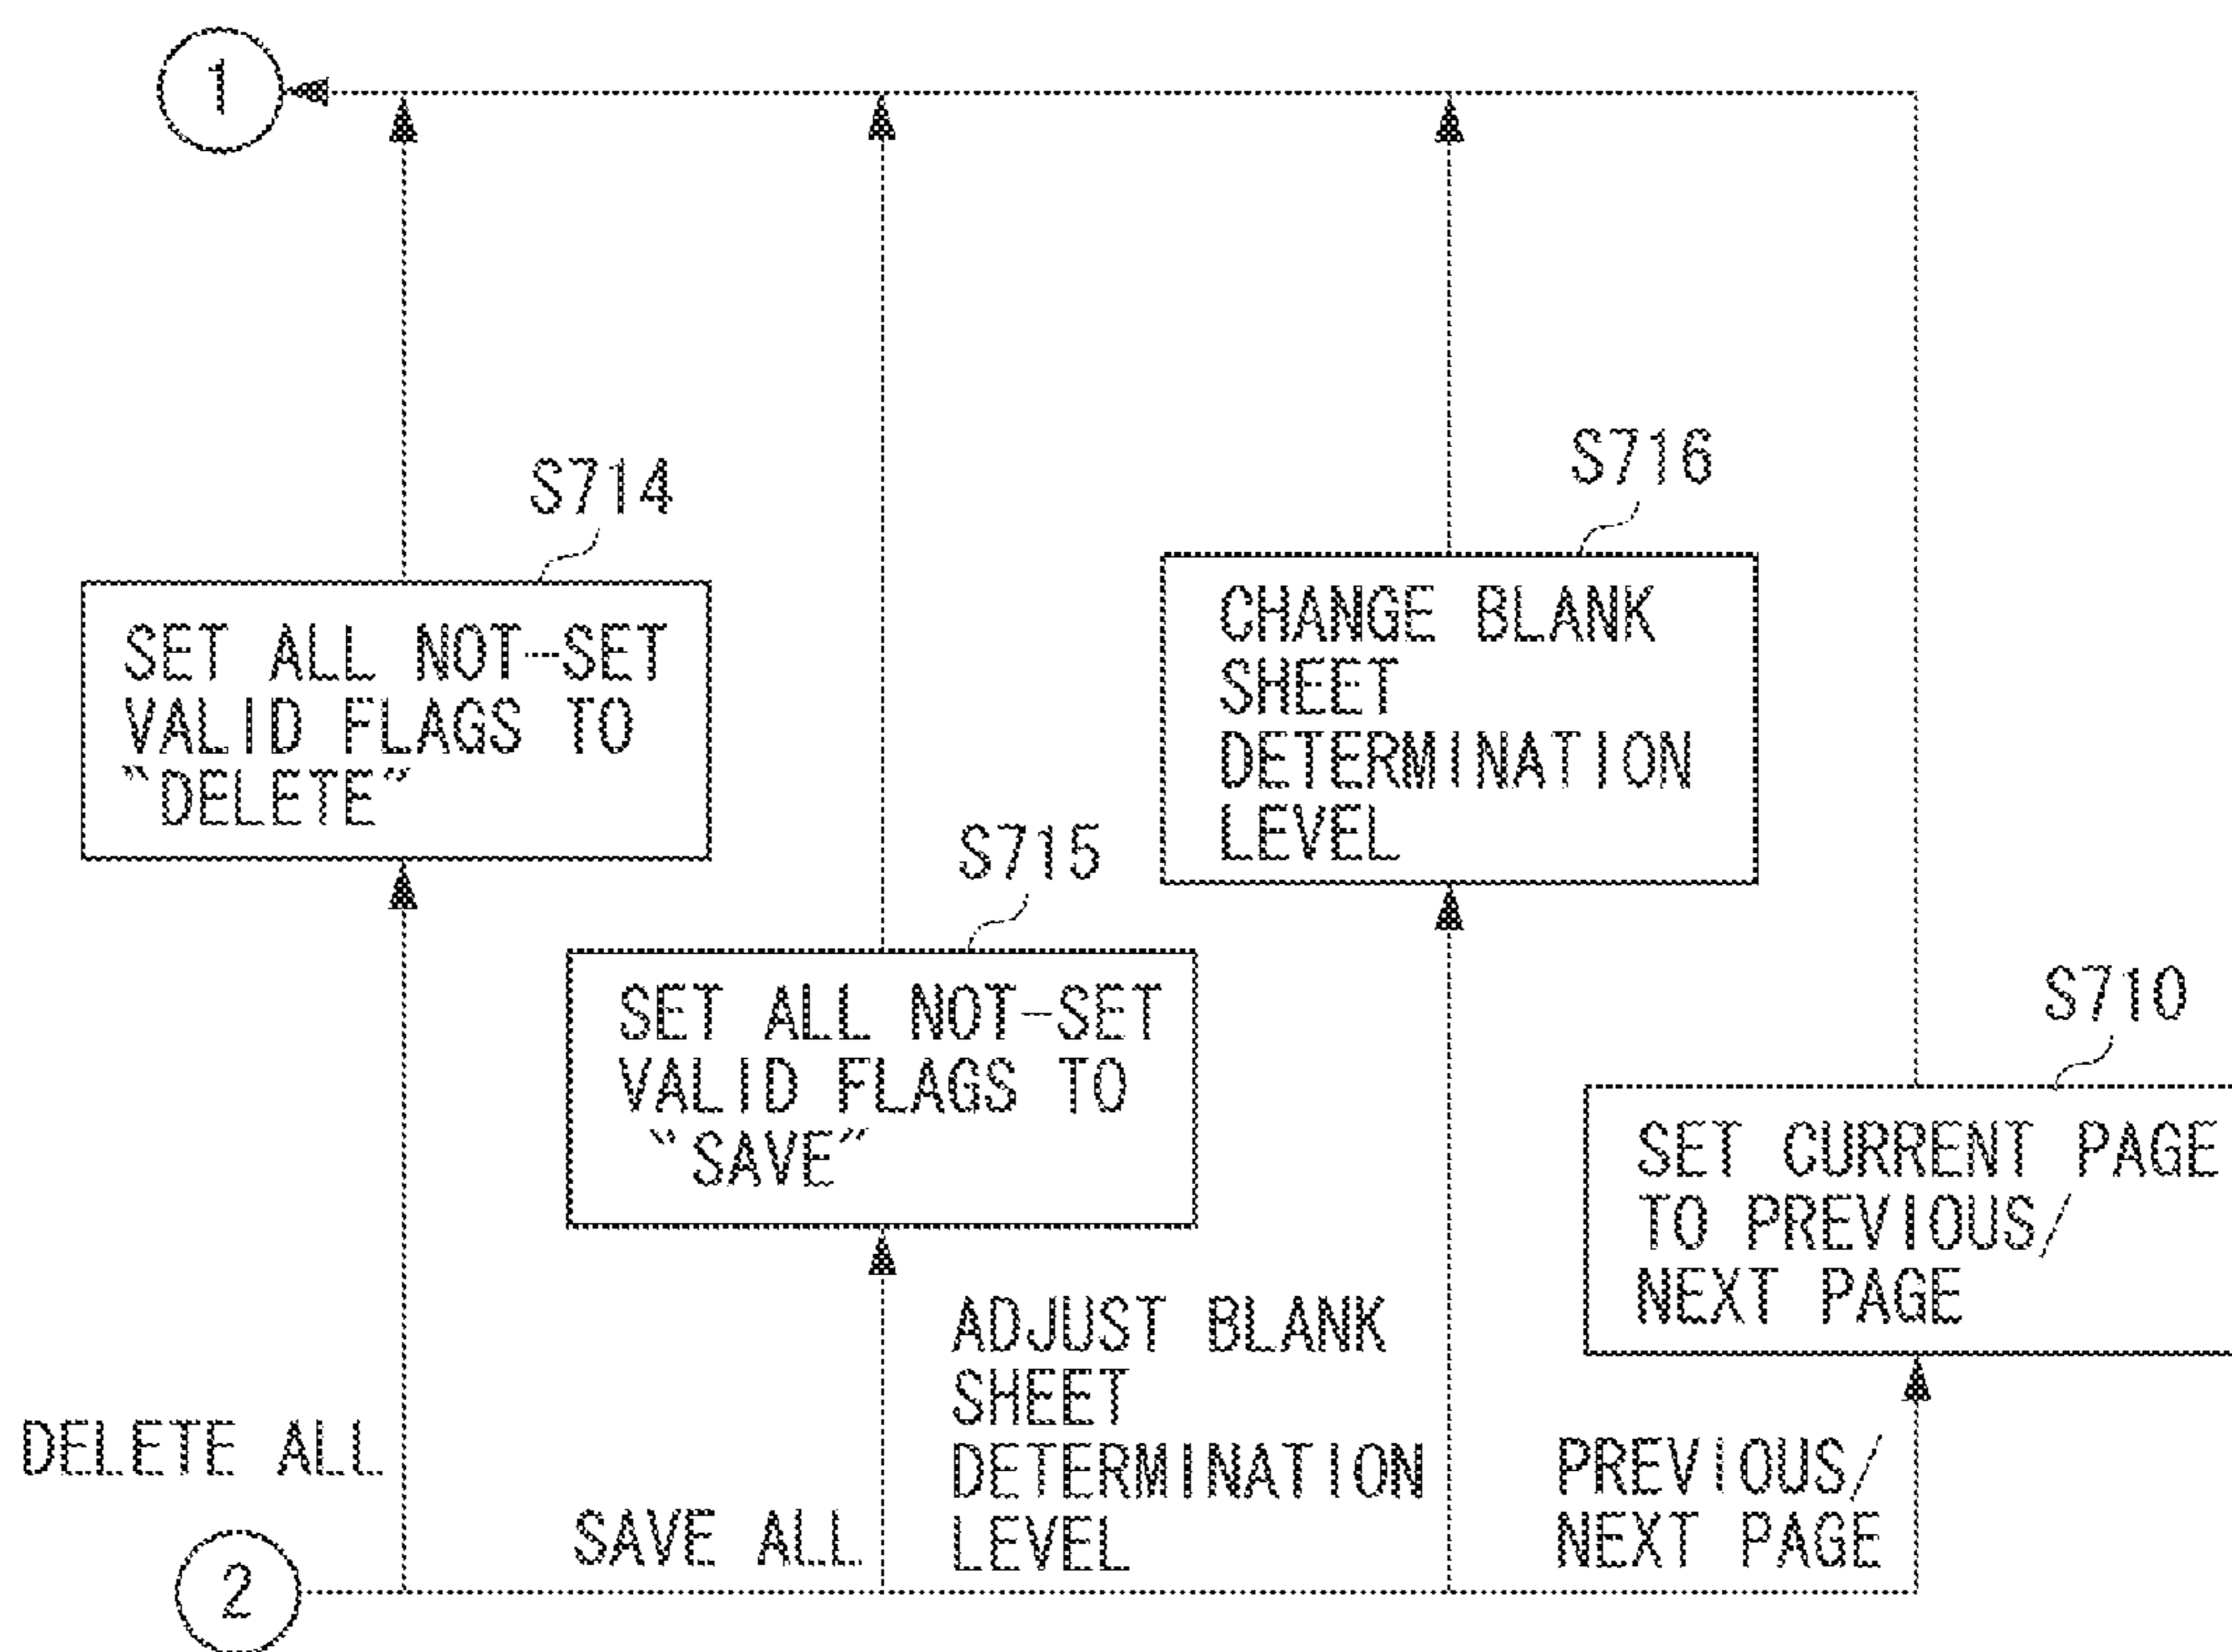 1
S714
SET ALL NOT-SET
VALID FLAGS TO
"DELETE"
S716
CHANGE BLANK
SHEET
DETERMINATION
LEVEL
S715
SET ALL NOT-SET
VALID FLAGS TO
"SAVE"
S710
SET CURRENT PAGE
TO PREVIOUS/
NEXT PAGE
DELETE ALL
SAVE ALL
ADJUST BLANK
SHEET
DETERMINATION
LEVEL
PREVIOUS/
NEXT PAGE
2